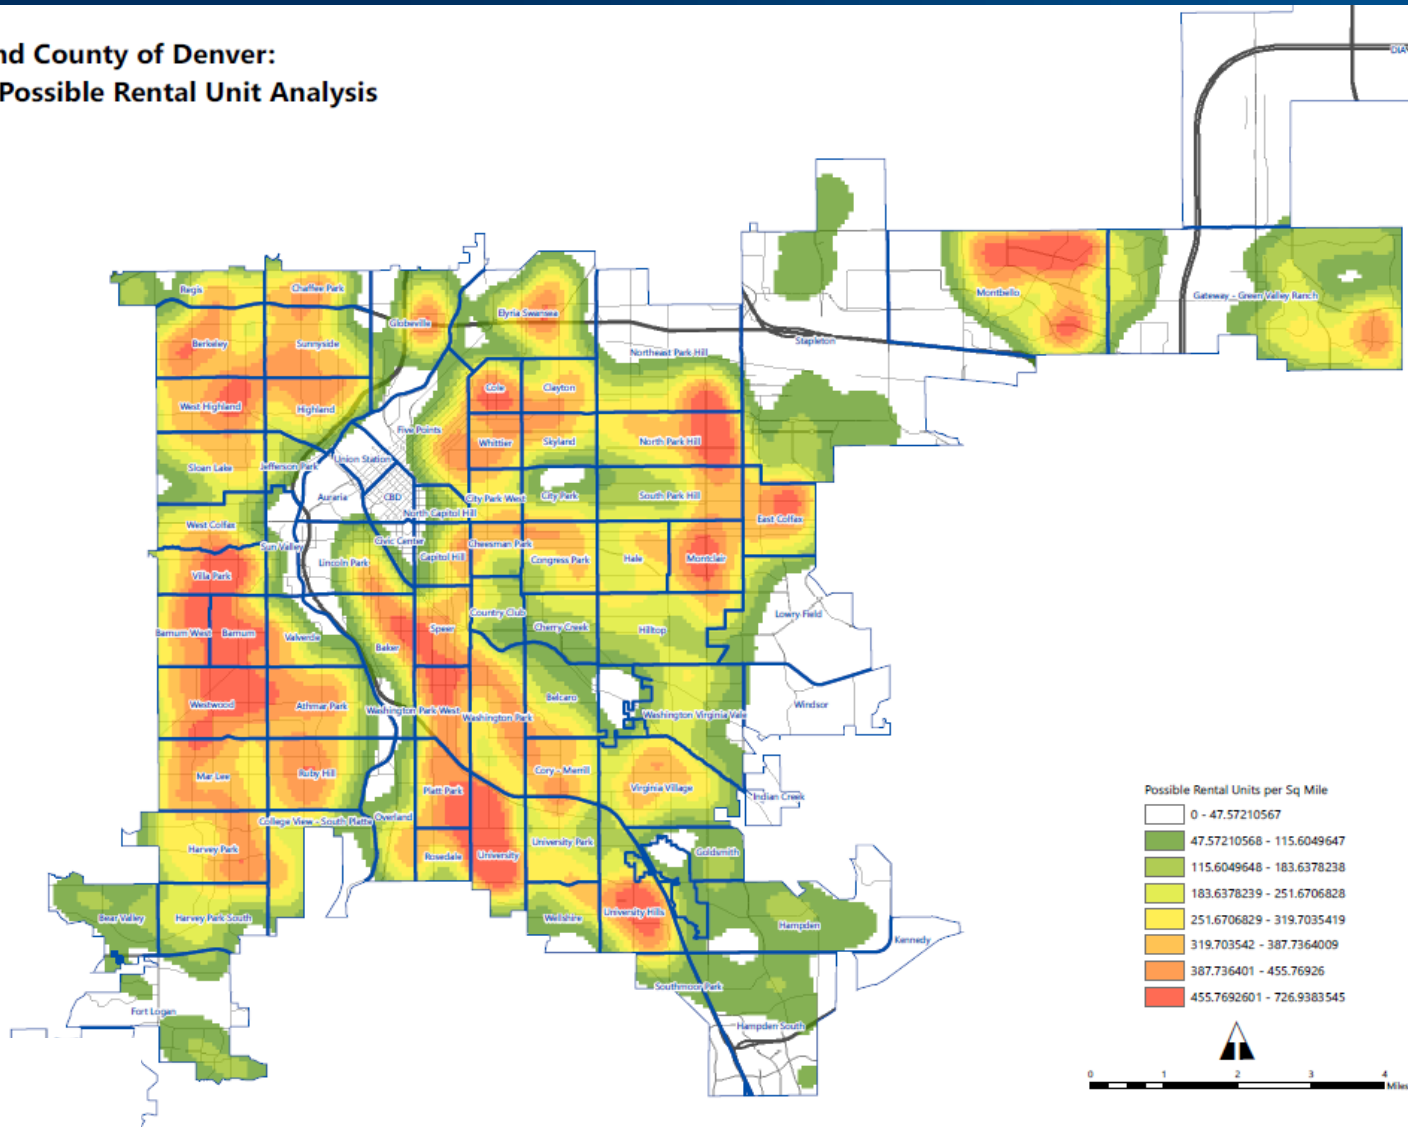 nd County of Denver:
Possible Rental Unit Analysis
DIA
Regis
Chaffee Park
Globeville
Elyria Swansea
Montbello
Gateway - Green Valley Ranch
Berkeley
Sunnyside
Northeast Park Hill
Stapleton
West Highland
Highland
Cole
Clayton
Five Points
Whittier
Skyland
North Park Hill
Sloan Lake
Jefferson Park
Union Station
Auraria
CBD
City Park West
City Park
South Park Hill
North Capitol Hill
West Colfax
East Colfax
Sun Valley
Civic Center
Lincoln Park
Capitol Hill
Cheesman Park
Congress Park
Hale
Montclair
Villa Park
Country Club
Lowry Field
Barnum West
Barnum
Valverde
Baker
Speer
Cherry Creek
Hilltop
Westwood
Athmar Park
Washington Park West
Washington Park
Belcaro
Washington Virginia Vale
Windsor
Mar Lee
Ruby Hill
Platt Park
Cory - Merrill
Virginia Village
Indian Creek
College View - South Platte
Overland
Harvey Park
Rosedale
University
University Park
Goldsmith
Bear Valley
Harvey Park South
Wellshire
University Hills
Hampden
Kennedy
Fort Logan
Southmoor Park
Hampden South
Possible Rental Units per Sq Mile
0 - 47.57210567
47.57210568 - 115.6049647
115.6049648 - 183.6378238
183.6378239 - 251.6706828
251.6706829 - 319.7035419
319.703542 - 387.7364009
387.736401 - 455.76926
455.7692601 - 726.9383545
0 1 2 3 4
Miles